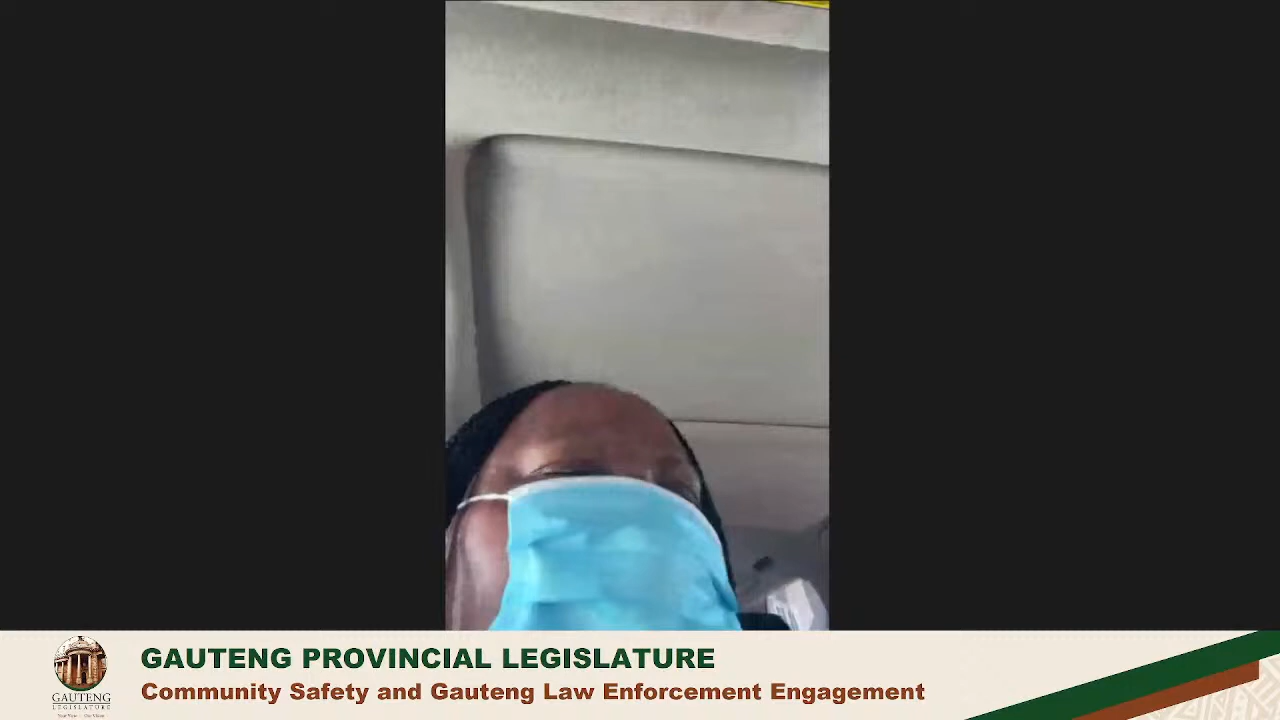 GAUTENG PROVINCIAL LEGISLATURE
Community Safety and Gauteng Law Enforcement Engagement
GAUTENG
LEGISLATURE